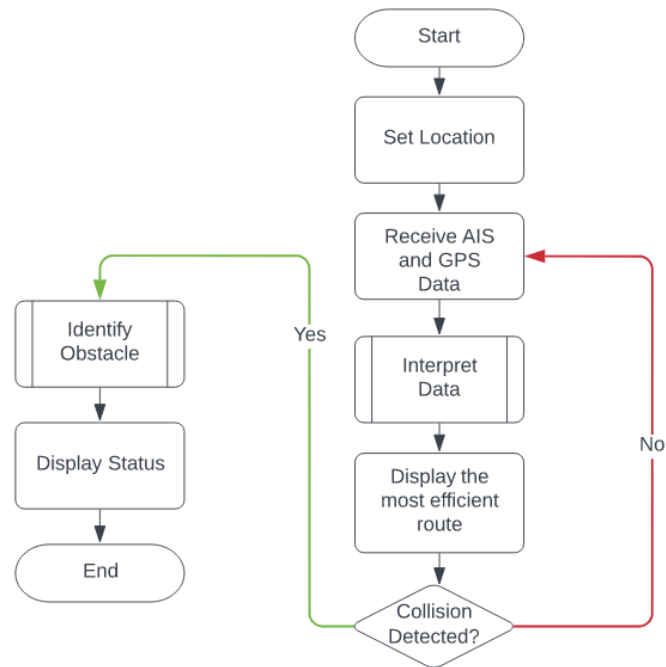 Start
Set Location
Receive AIS
and GPS
Data
Interpret
Data
Display the
most efficient
route
Collision
Detected?
Yes
No
Identify
Obstacle
Display Status
End